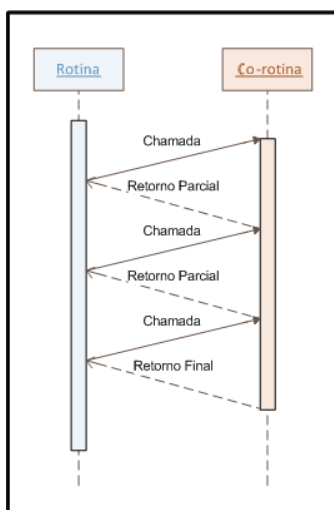 Rotina
Co-rotina
Chamada
Retorno Parcial
Chamada
Retorno Parcial
Chamada
Retorno Final